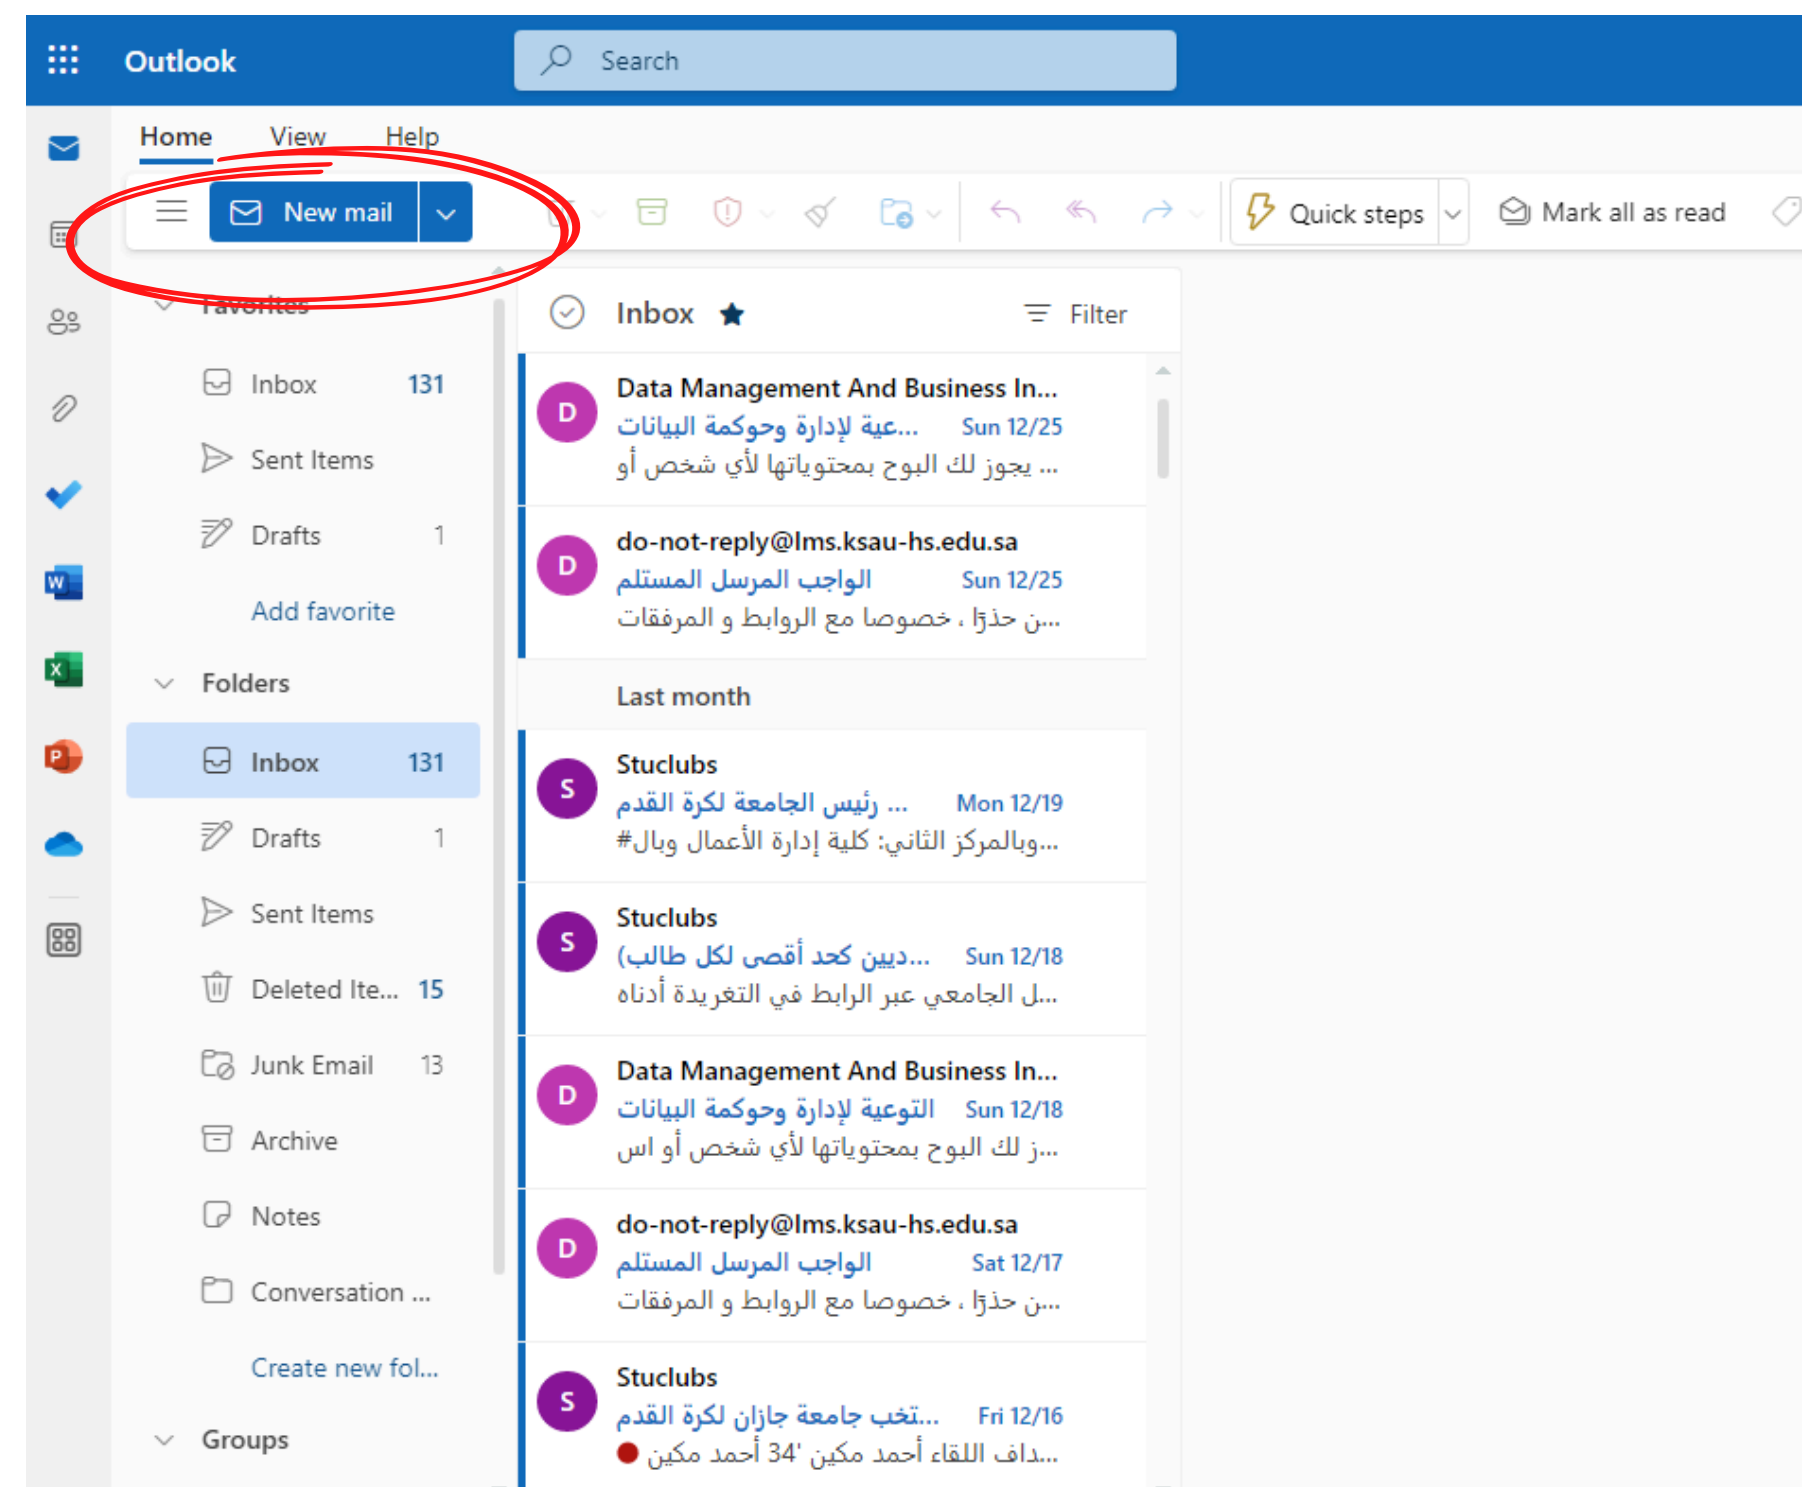 Outlook
Search
Home View Help
New mail
Quick steps
Mark all as read
Favorites
Inbox 131
Sent Items
Drafts 1
Add favorite
Folders
Inbox 131
Drafts 1
Sent Items
Deleted Ite... 15
Junk Email 13
Archive
Notes
Conversation ...
Create new fol...
Groups
Inbox
Filter
D
Data Management And Business In...
...عية لإدارة وحوكمة البيانات Sun 12/25
... يجوز لك البوح بمحتوياتها لأي شخص أو
D
do-not-reply@lms.ksau-hs.edu.sa
الواجب المرسل المستلم Sun 12/25
...ن حذرًا ، خصوصا مع الروابط و المرفقات
Last month
S
Stuclubs
... رئيس الجامعة لكرة القدم Mon 12/19
...وبالمركز الثاني: كلية إدارة الأعمال وبال#
S
Stuclubs
...ديين كحد أقصى لكل طالب) Sun 12/18
...ل الجامعي عبر الرابط في التغريدة أدناه
D
Data Management And Business In...
التوعية لإدارة وحوكمة البيانات Sun 12/18
...ز لك البوح بمحتوياتها لأي شخص أو اس
D
do-not-reply@lms.ksau-hs.edu.sa
الواجب المرسل المستلم Sat 12/17
...ن حذرًا ، خصوصا مع الروابط و المرفقات
S
Stuclubs
...تخب جامعة جازان لكرة القدم Fri 12/16
...داف اللقاء أحمد مكين '34 أحمد مكين